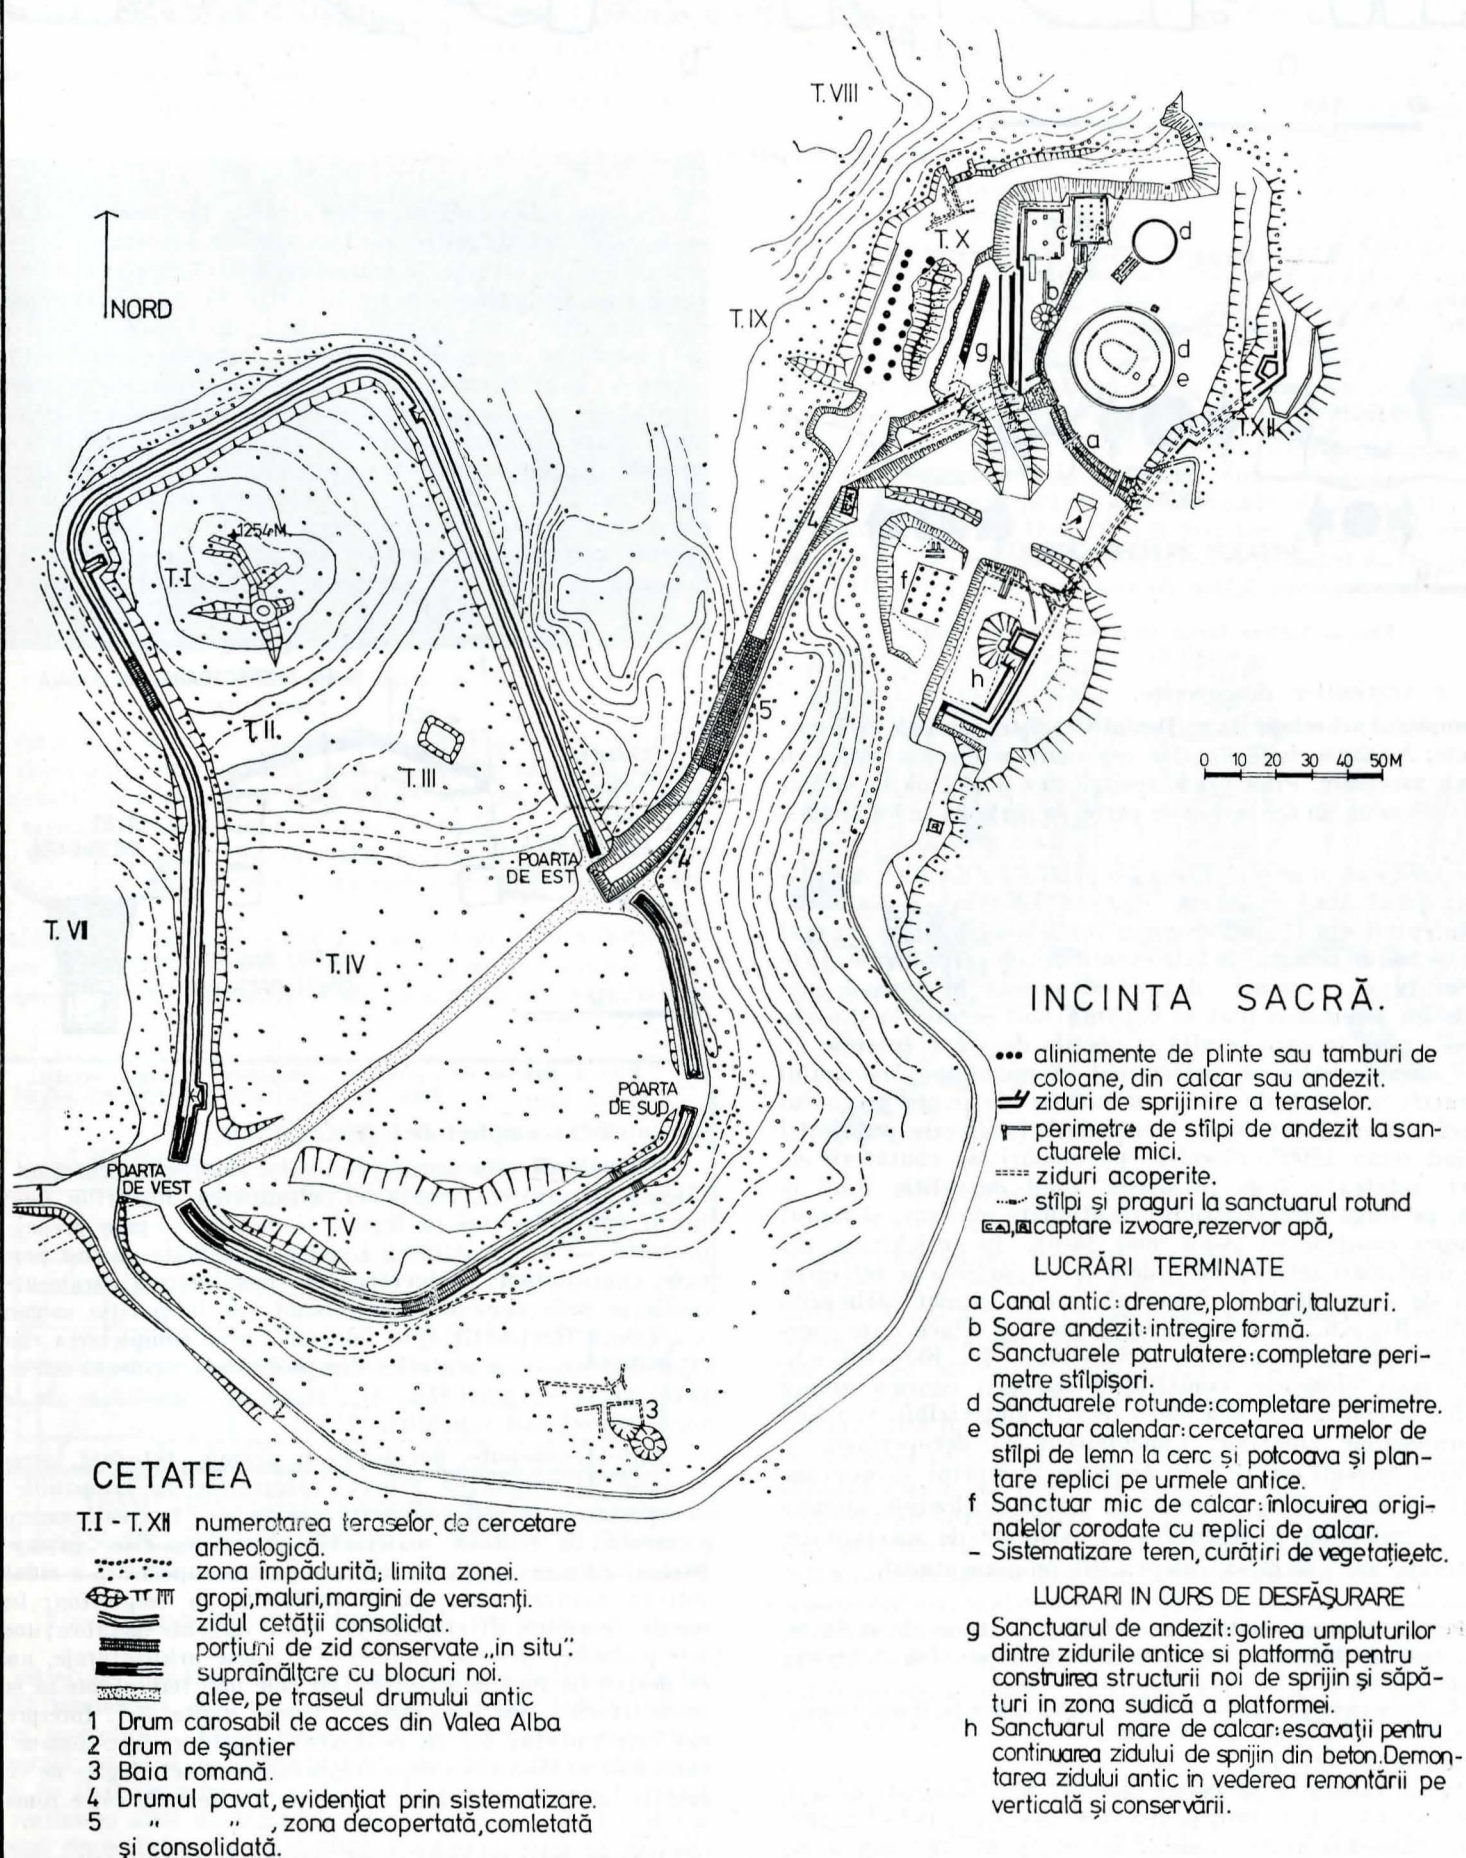 T. VIII
NORD
T. X
c
d
b
T. IX
g
d
e
T.XII
a
1254M.
T.I
4
f
h
5
T.II.
T.III
0 10 20 30 40 50M
POARTA
DE EST
4
T. VII
T.IV
POARTA
DE SUD
POARTA
DE VEST
1
T.V
2
3
CETATEA
T.I - T.XII numerotarea teraselor de cercetare
arheologică.
zona împădurită, limita zonei.
gropi, maluri, margini de versanți.
zidul cetății consolidat.
porțiuni de zid conservate „in situ".
supraînălțare cu blocuri noi.
alee, pe traseul drumului antic
1 Drum carosabil de acces din Valea Alba
2 drum de șantier
3 Baia romană.
4 Drumul pavat, evidențiat prin sistematizare.
5 " " , zona decopertată, comletată
și consolidată.
INCINTA SACRĂ.
aliniamente de plinte sau tamburi de
coloane, din calcar sau andezit.
ziduri de sprijinire a teraselor.
perimetre de stîlpi de andezit la san-
ctuarele mici.
ziduri acoperite.
stîlpi și praguri la sanctuarul rotund
captare izvoare, rezervor apă,
LUCRĂRI TERMINATE
a Canal antic: drenare, plombari, taluzuri.
b Soare andezit: intregire formă.
c Sanctuarele patrulatere: completare peri-
metre stîlpișori.
d Sanctuarele rotunde: completare perimetre.
e Sanctuar calendar: cercetarea urmelor de
stîlpi de lemn la cerc și potcoava și plan-
tare replici pe urmele antice.
f Sanctuar mic de calcar: înlocuirea origi-
nalelor corodate cu replici de calcar.
- Sistematizare teren, curățiri de vegetație, etc.
LUCRARI IN CURS DE DESFĂȘURARE
g Sanctuarul de andezit: golirea umpluturilor
dintre zidurile antice si platformă pentru
construirea structurii noi de sprijin și săpă-
turi in zona sudică a platformei.
h Sanctuarul mare de calcar: escavații pentru
continuarea zidului de sprijin din beton. Demon-
tarea zidului antic in vederea remontării pe
verticală și conservării.